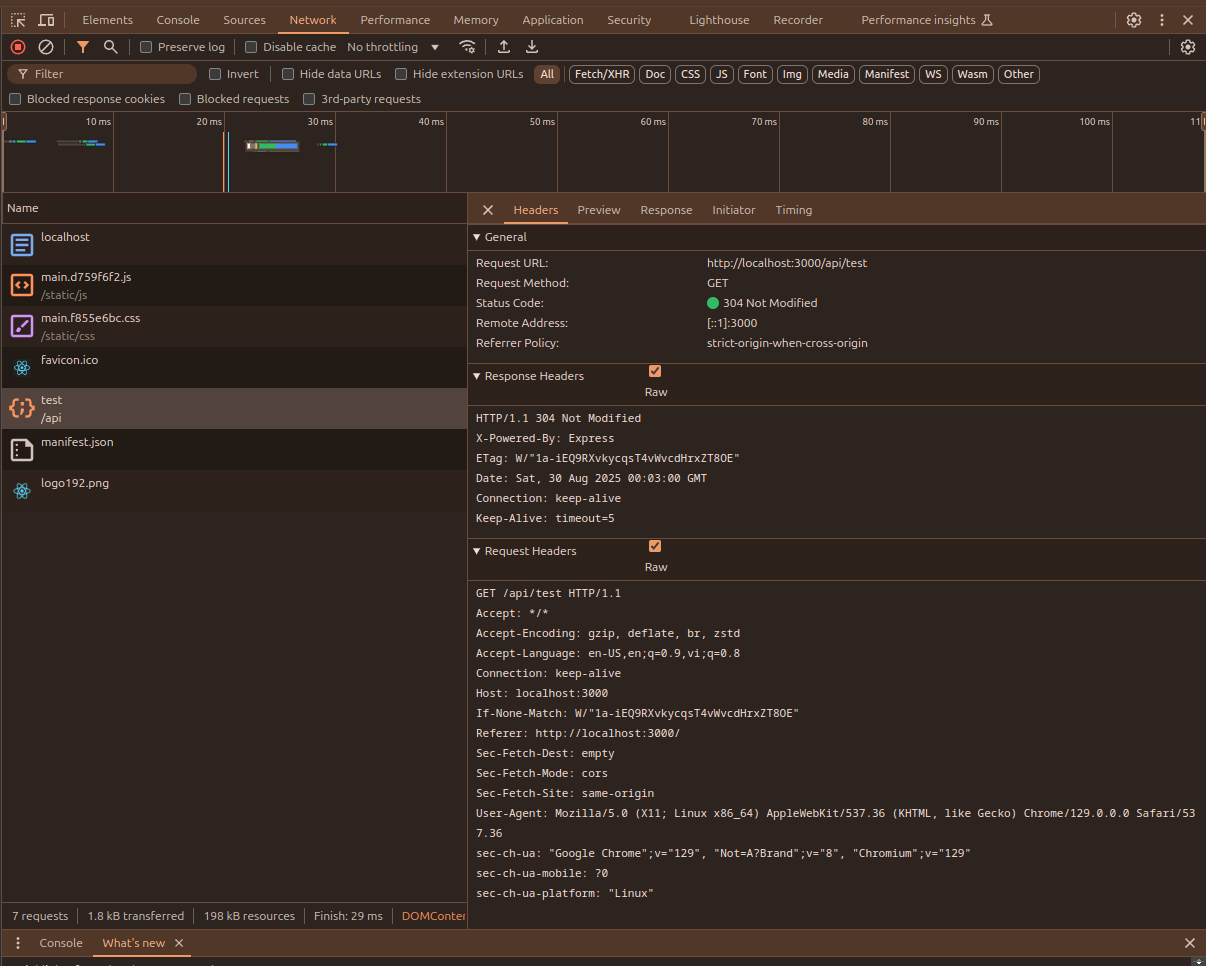 Elements Console Sources Network Performance Memory Application Security Lighthouse Recorder Performance insights
Preserve log Disable cache No throttling
Filter Invert Hide data URLs Hide extension URLs All Fetch/XHR Doc CSS JS Font Img Media Manifest WS Wasm Other
Blocked response cookies Blocked requests 3rd-party requests
10 ms 20 ms 30 ms 40 ms 50 ms 60 ms 70 ms 80 ms 90 ms 100 ms 11
Name
localhost
main.d759f6f2.js
/static/js
main.f855e6bc.css
/static/css
favicon.ico
test
/api
manifest.json
logo192.png
7 requests 1.8 kB transferred 198 kB resources Finish: 29 ms DOMConten
Headers Preview Response Initiator Timing
General
Request URL: http://localhost:3000/api/test
Request Method: GET
Status Code: 304 Not Modified
Remote Address: [::1]:3000
Referrer Policy: strict-origin-when-cross-origin
Response Headers
Raw
HTTP/1.1 304 Not Modified
X-Powered-By: Express
ETag: W/"1a-iEQ9RXvkycqsT4vWvcdHrxZT8OE"
Date: Sat, 30 Aug 2025 00:03:00 GMT
Connection: keep-alive
Keep-Alive: timeout=5
Request Headers
Raw
GET /api/test HTTP/1.1
Accept: */*
Accept-Encoding: gzip, deflate, br, zstd
Accept-Language: en-US,en;q=0.9,vi;q=0.8
Connection: keep-alive
Host: localhost:3000
If-None-Match: W/"1a-iEQ9RXvkycqsT4vWvcdHrxZT8OE"
Referer: http://localhost:3000/
Sec-Fetch-Dest: empty
Sec-Fetch-Mode: cors
Sec-Fetch-Site: same-origin
User-Agent: Mozilla/5.0 (X11; Linux x86_64) AppleWebKit/537.36 (KHTML, like Gecko) Chrome/129.0.0.0 Safari/53
7.36
sec-ch-ua: "Google Chrome";v="129", "Not=A?Brand";v="8", "Chromium";v="129"
sec-ch-ua-mobile: ?0
sec-ch-ua-platform: "Linux"
Console What's new